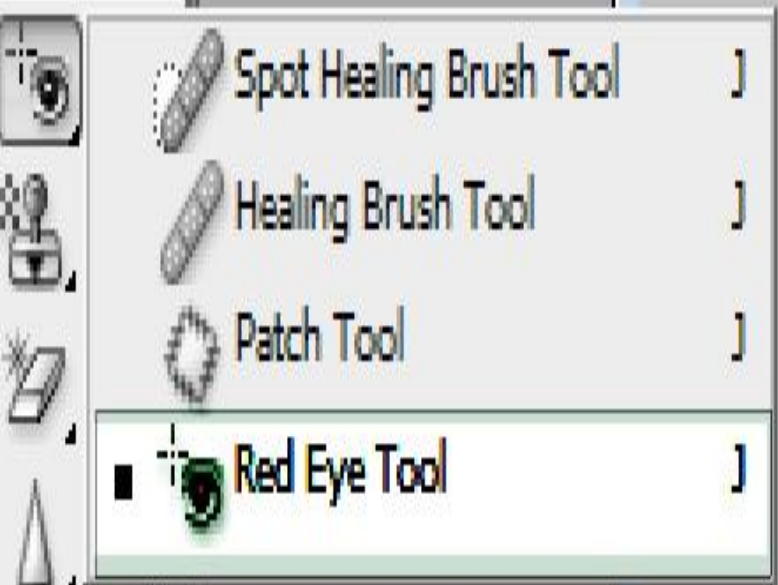 Spot Healing Brush Tool J
Healing Brush Tool J
Patch Tool J
Red Eye Tool J